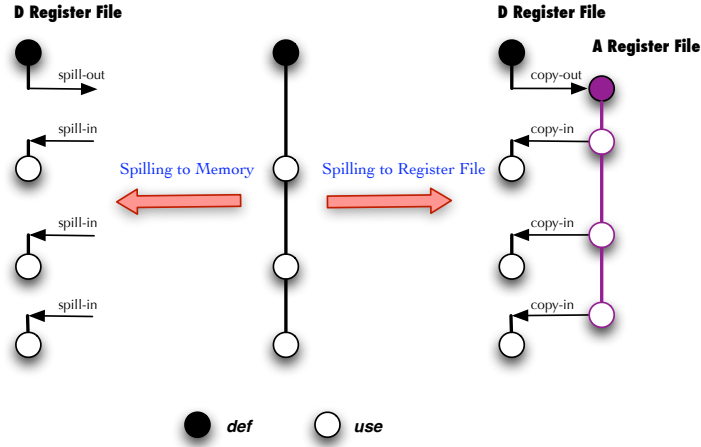 D Register File
spill-out
spill-in
spill-in
spill-in
Spilling to Memory
Spilling to Register File
D Register File
A Register File
copy-out
copy-in
copy-in
copy-in
def
use